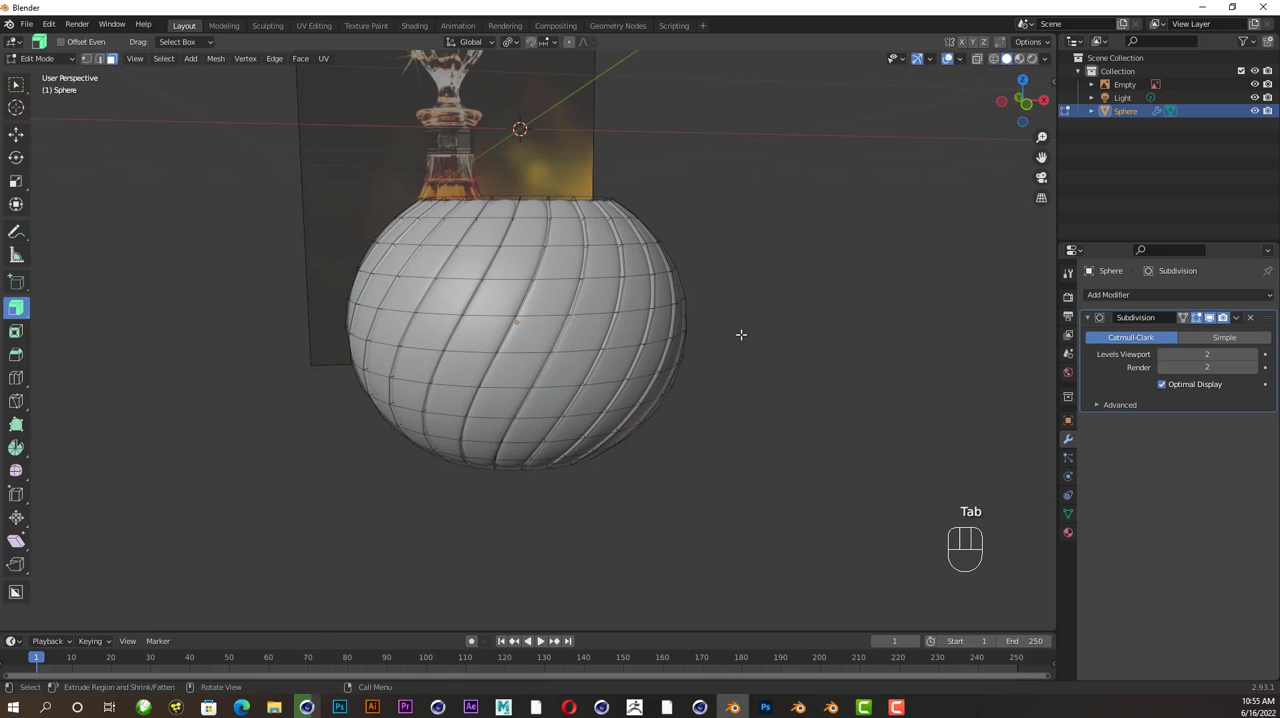 Blender
File Edit Render Window Help Layout Modeling Sculpting UV Editing Texture Paint Shading Animation Rendering Compositing Geometry Nodes Scripting + Scene View Layer
Offset Even Drag: Select Box Global X Y Z Options
Edit Mode View Select Add Mesh Vertex Edge Face UV
User Perspective
(1) Sphere
Scene Collection
Collection
Empty
Light
Sphere
Z
X
Y
Sphere Subdivision
Add Modifier
Subdivision
Catmull-Clark Simple
Levels Viewport 2
Render 2
Optimal Display
Advanced
Tab
Playback Keying View Marker 1 Start 1 End 250
1 10 20 30 40 50 60 70 80 90 100 110 120 130 140 150 160 170 180 190 200 210 220 230 240 250
Select Extrude Region and Shrink/Fatten Rotate View Call Menu 2.93.1
Ps Ai Pr Ae Ps
10:55 AM
6/16/2022